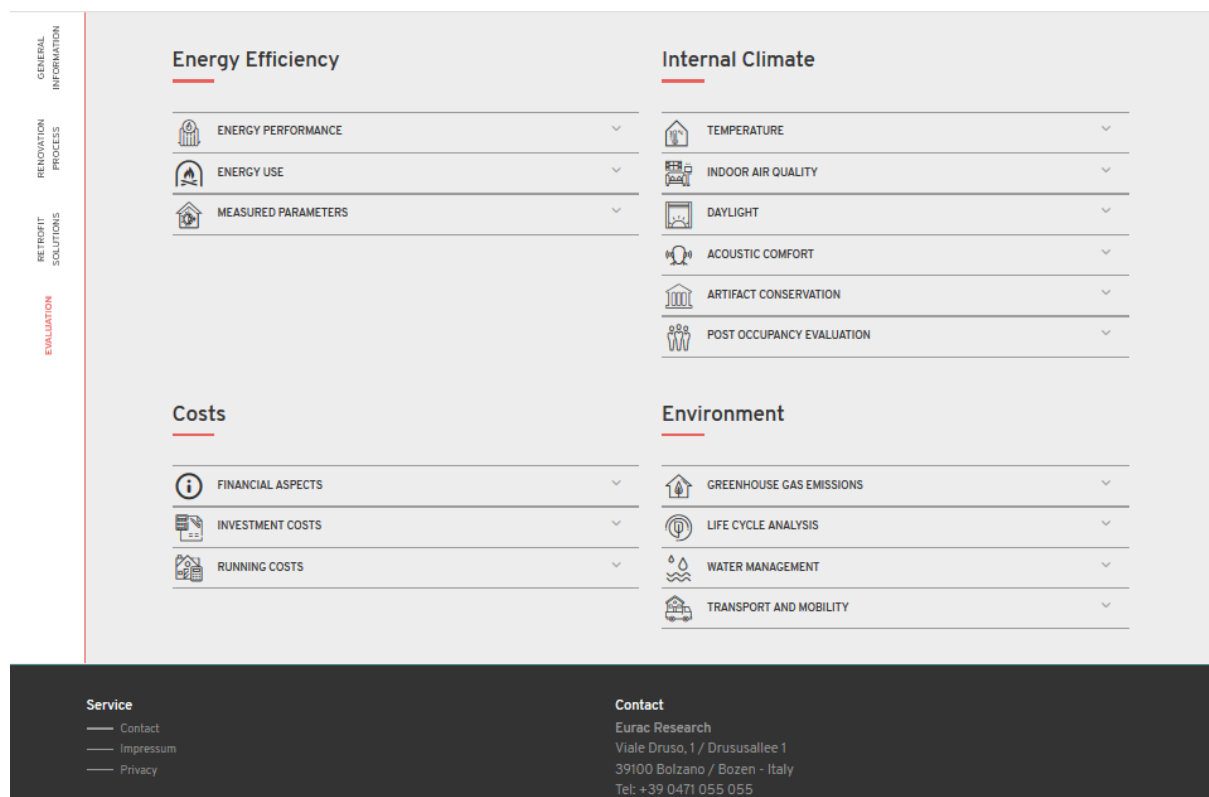 GENERAL
INFORMATION
RENOVATION
PROCESS
RETROFIT
SOLUTIONS
EVALUATION
Energy Efficiency
ENERGY PERFORMANCE
ENERGY USE
MEASURED PARAMETERS
Internal Climate
TEMPERATURE
INDOOR AIR QUALITY
DAYLIGHT
ACOUSTIC COMFORT
ARTIFACT CONSERVATION
POST OCCUPANCY EVALUATION
Costs
FINANCIAL ASPECTS
INVESTMENT COSTS
RUNNING COSTS
Environment
GREENHOUSE GAS EMISSIONS
LIFE CYCLE ANALYSIS
WATER MANAGEMENT
TRANSPORT AND MOBILITY
Service
Contact
Impressum
Privacy
Contact
Eurac Research
Viale Druso, 1 / Drususallee 1
39100 Bolzano / Bozen - Italy
Tel: +39 0471 055 055